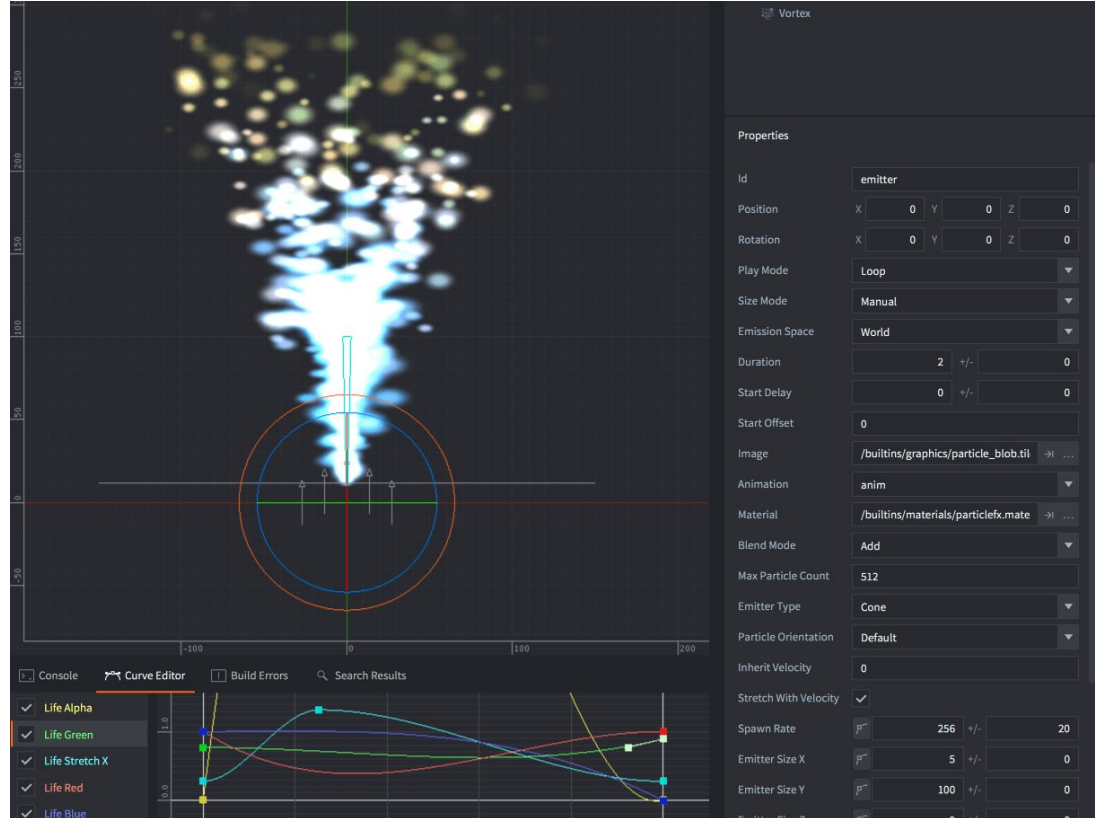 Vortex
Properties
Id emitter
Position X 0 Y 0 Z 0
Rotation X 0 Y 0 Z 0
Play Mode Loop
Size Mode Manual
Emission Space World
Duration 2 +/- 0
Start Delay 0 +/- 0
Start Offset 0
Image /builtins/graphics/particle_blob.til ...
Animation anim
Material /builtins/materials/particlefx.mate ...
Blend Mode Add
Max Particle Count 512
Emitter Type Cone
Particle Orientation Default
Inherit Velocity 0
Stretch With Velocity
Spawn Rate 256 +/- 20
Emitter Size X 5 +/- 0
Emitter Size Y 100 +/- 0
250
200
150
100
50
0
-50
-100 0 100 200
Console Curve Editor Build Errors Search Results
Life Alpha
Life Green
Life Stretch X
Life Red
Life Blue
1.0
0.0